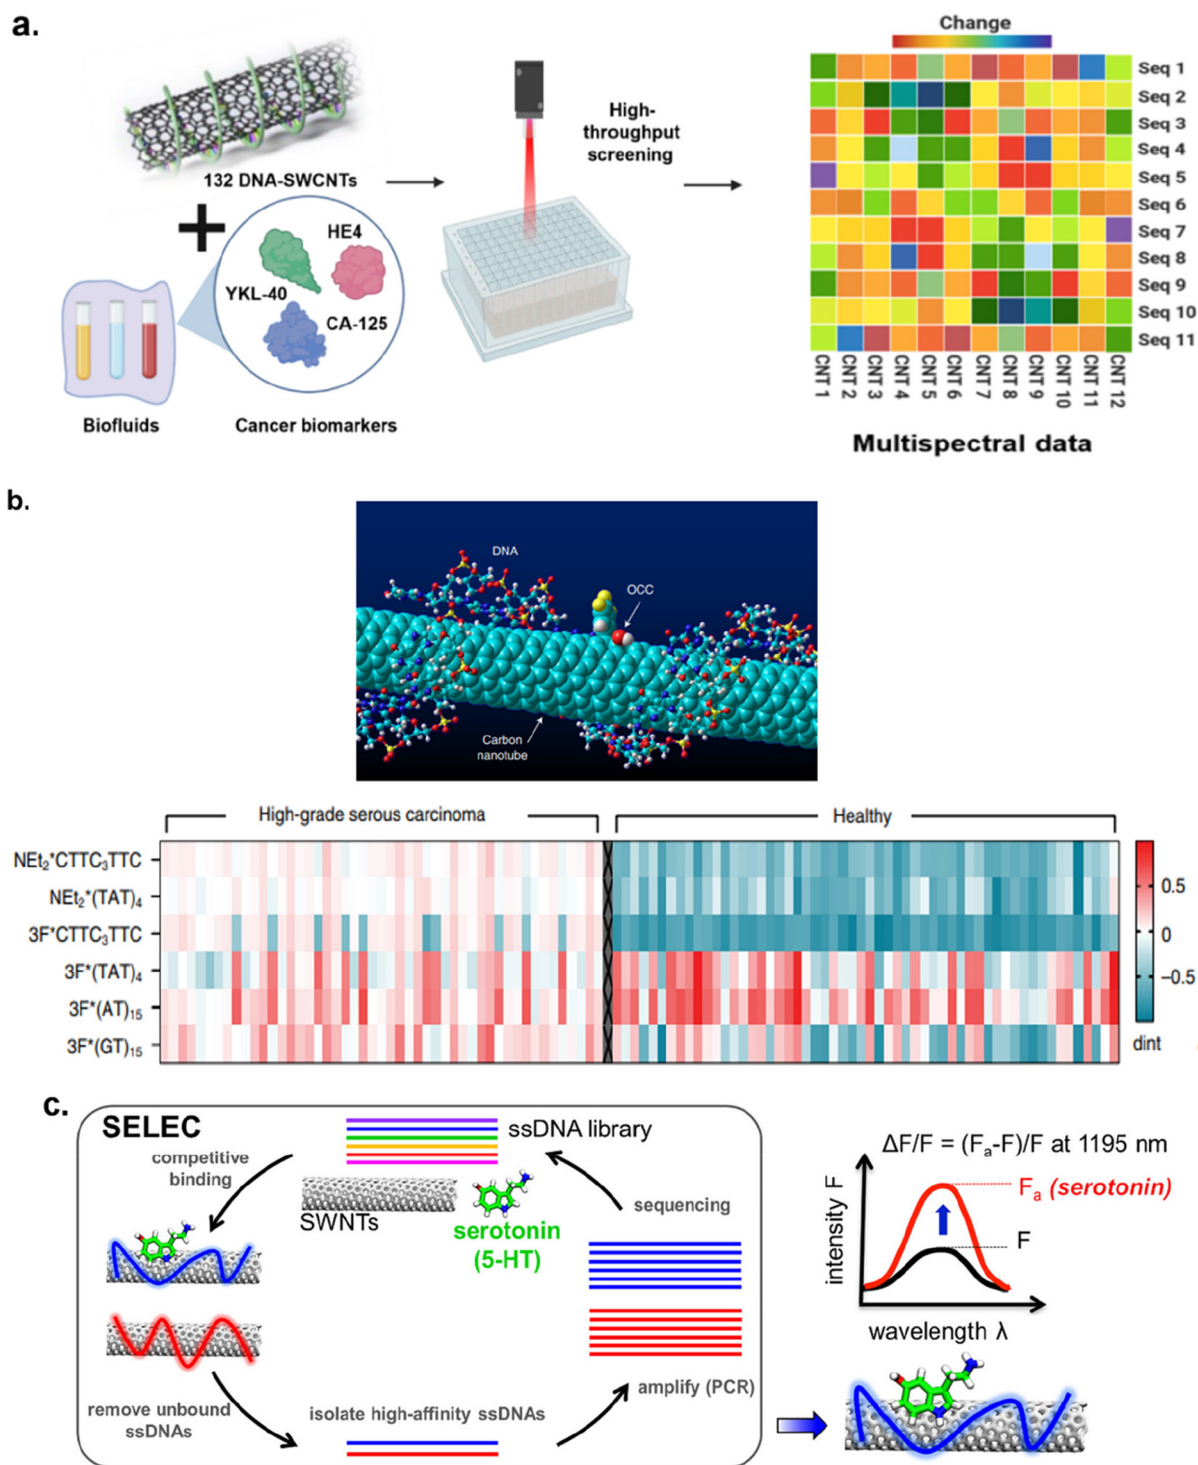 a.
132 DNA-SWCNTs
HE4
YKL-40
CA-125
Biofluids
Cancer biomarkers
High-
throughput
screening
Change
Seq 1
Seq 2
Seq 3
Seq 4
Seq 5
Seq 6
Seq 7
Seq 8
Seq 9
Seq 10
Seq 11
CNT 1
CNT 2
CNT 3
CNT 4
CNT 5
CNT 6
CNT 7
CNT 8
CNT 9
CNT 10
CNT 11
CNT 12
Multispectral data
b.
DNA
OCC
Carbon
nanotube
High-grade serous carcinoma
Healthy
NEt₂*CTTC₃TTC
NEt₂*(TAT)₄
3F*CTTC₃TTC
3F*(TAT)₄
3F*(AT)₁₅
3F*(GT)₁₅
0.5
0
−0.5
dint
c.
SELEC
competitive
binding
ssDNA library
SWNTs
serotonin
(5-HT)
sequencing
amplify (PCR)
isolate high-affinity ssDNAs
remove unbound
ssDNAs
ΔF/F = (Fₐ-F)/F at 1195 nm
Fₐ (serotonin)
F
intensity F
wavelength λ